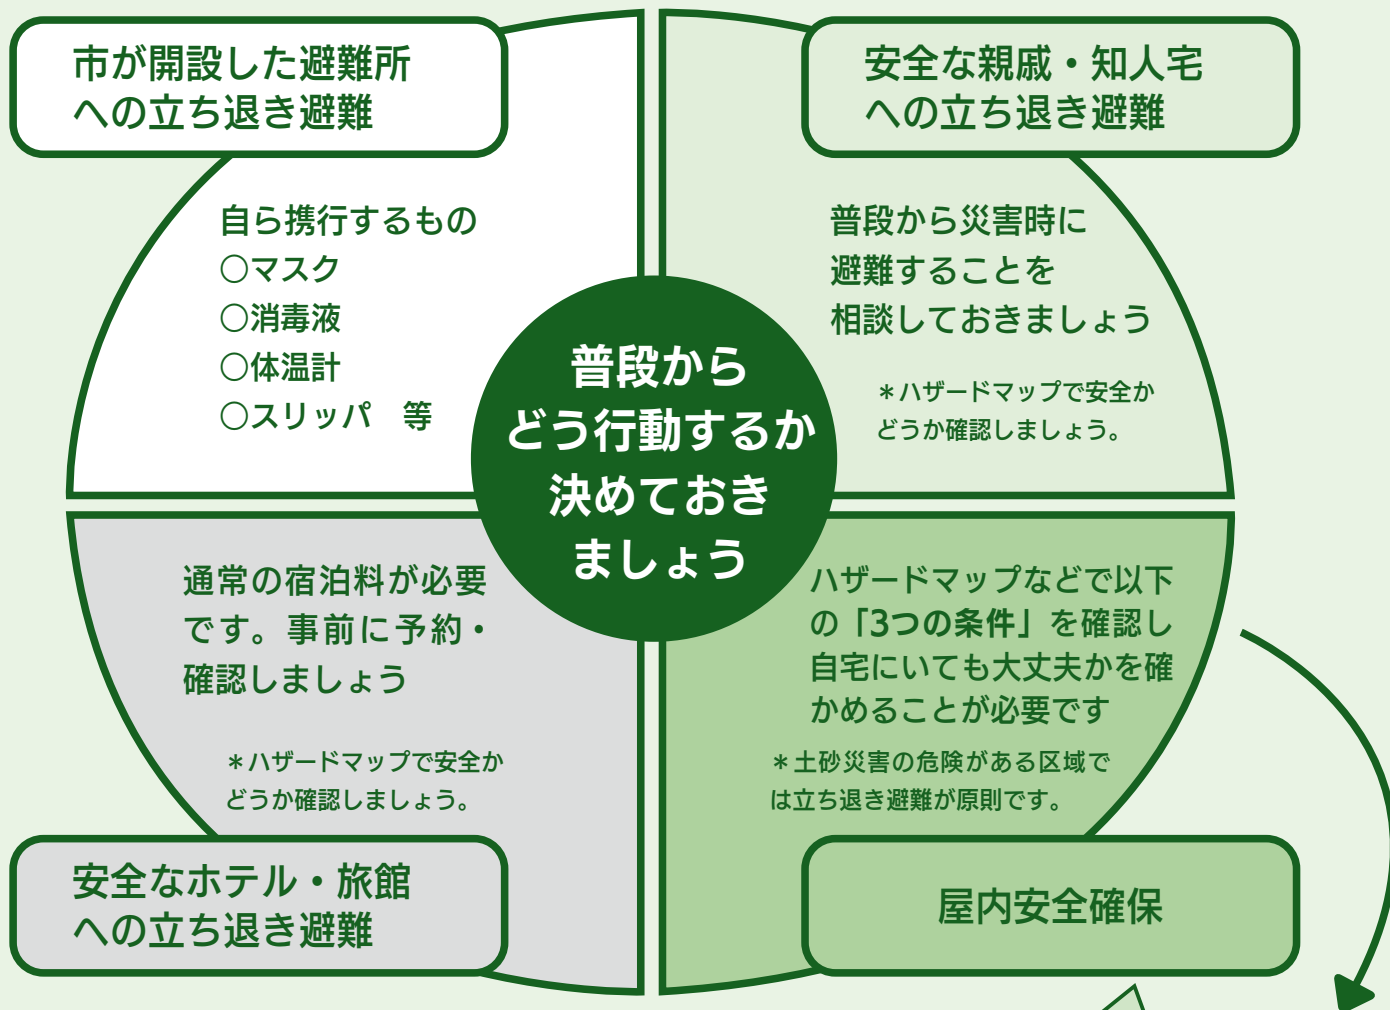 市が開設した避難所
への立ち退き避難
自ら携行するもの
○マスク
○消毒液
○体温計
○スリッパ　等
安全な親戚・知人宅
への立ち退き避難
普段から災害時に
避難することを
相談しておきましょう
＊ハザードマップで安全か
どうか確認しましょう。
普段から
どう行動するか
決めておき
ましょう
通常の宿泊料が必要
です。事前に予約・
確認しましょう
＊ハザードマップで安全か
どうか確認しましょう。
安全なホテル・旅館
への立ち退き避難
ハザードマップなどで以下
の「3つの条件」を確認し
自宅にいても大丈夫かを確
かめることが必要です
＊土砂災害の危険がある区域で
は立ち退き避難が原則です。
屋内安全確保